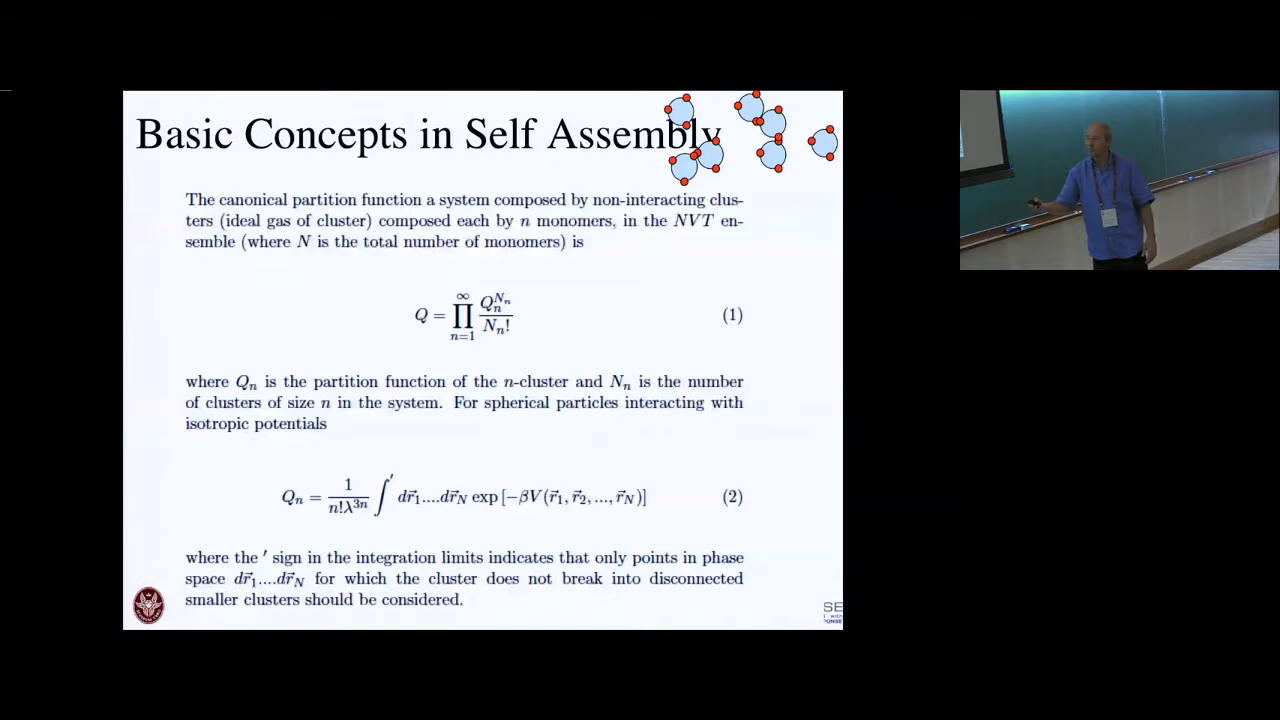 Basic Concepts in Self Assembly
The canonical partition function a system composed by non-interacting clus-
ters (ideal gas of cluster) composed each by n monomers, in the NVT en-
semble (where N is the total number of monomers) is
Q = ∏_{n=1}^{∞} Q_n^{N_n} / N_n! (1)
where Q_n is the partition function of the n-cluster and N_n is the number
of clusters of size n in the system. For spherical particles interacting with
isotropic potentials
Q_n = 1/(n!λ^{3n}) ∫′ dr⃗_1....dr⃗_N exp [−βV(r⃗_1, r⃗_2, ..., r⃗_N)] (2)
where the ′ sign in the integration limits indicates that only points in phase
space dr⃗_1....dr⃗_N for which the cluster does not break into disconnected
smaller clusters should be considered.
SE